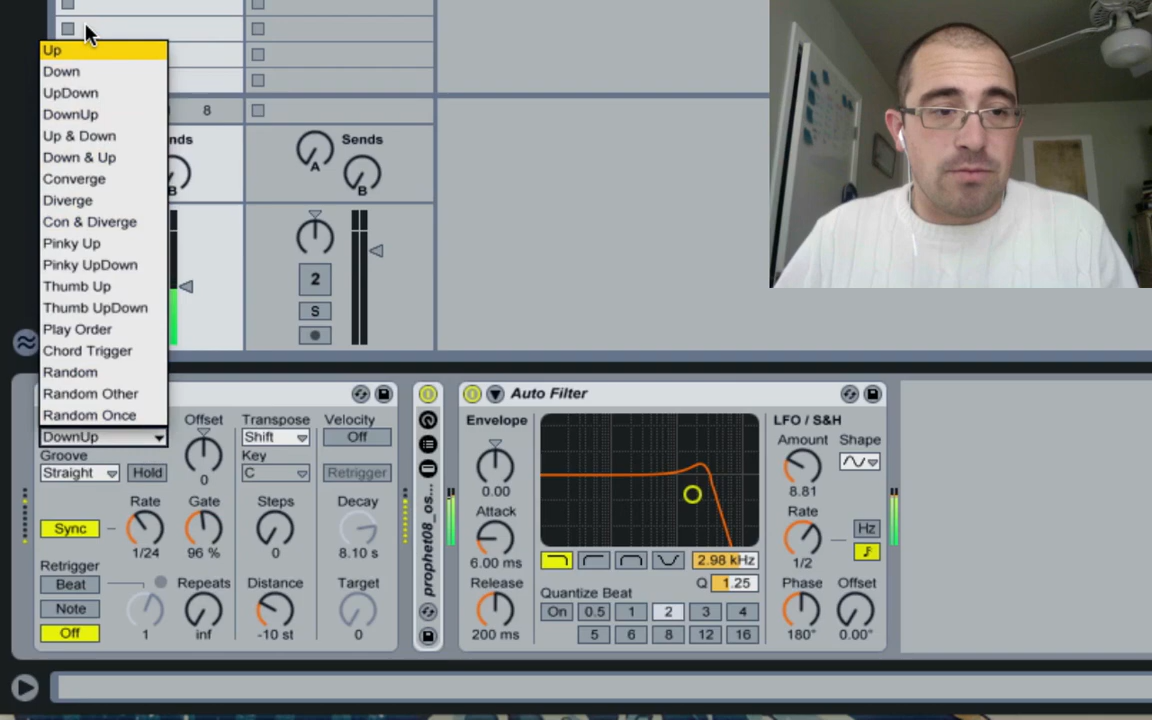 Up
Down
UpDown
DownUp
Up & Down
Down & Up
Converge
Diverge
Con & Diverge
Pinky Up
Pinky UpDown
Thumb Up
Thumb UpDown
Play Order
Chord Trigger
Random
Random Other
Random Once
DownUp
8
nds
B
Sends
A
B
2
S
Groove
Straight
Hold
Offset
0
Transpose
Shift
Key
C
Velocity
Off
Retrigger
Sync
Rate
1/24
Gate
96 %
Steps
0
Decay
8.10 s
Retrigger
Beat
Note
Off
1
Repeats
inf
Distance
-10 st
Target
0
prophet08_os...
Auto Filter
Envelope
0.00
Attack
6.00 ms
Release
200 ms
2.98 kHz
Q 1.25
Quantize Beat
On 0.5 1 2 3 4
5 6 8 12 16
LFO / S&H
Amount
8.81
Shape
Rate
1/2
Hz
Phase
180°
Offset
0.00°